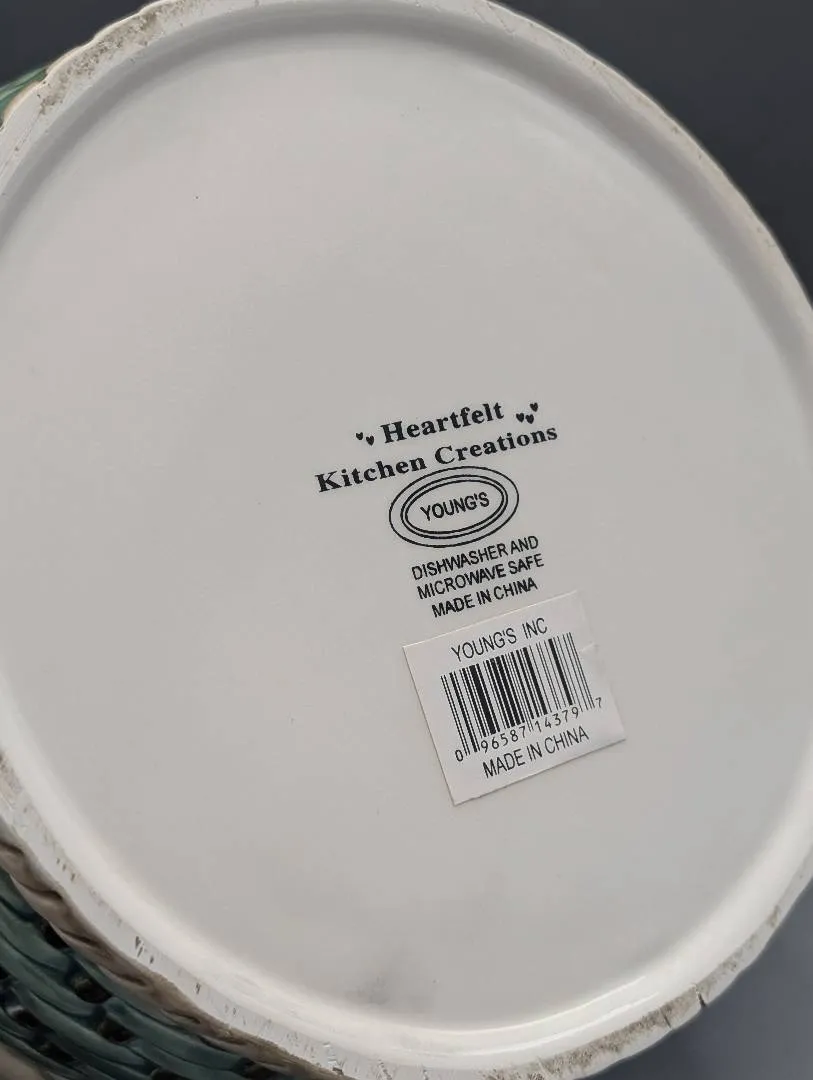 Heartfelt
Kitchen Creations
YOUNG'S
DISHWASHER AND
MICROWAVE SAFE
MADE IN CHINA
YOUNG'S INC
0 96587 14379 7
MADE IN CHINA